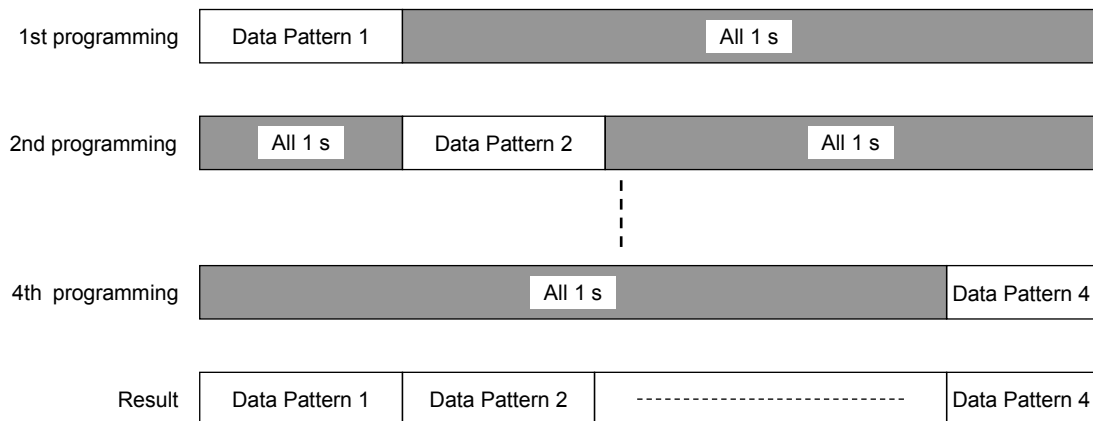 1st programming Data Pattern 1 All 1 s
2nd programming All 1 s Data Pattern 2 All 1 s
4th programming All 1 s Data Pattern 4
Result Data Pattern 1 Data Pattern 2 Data Pattern 4